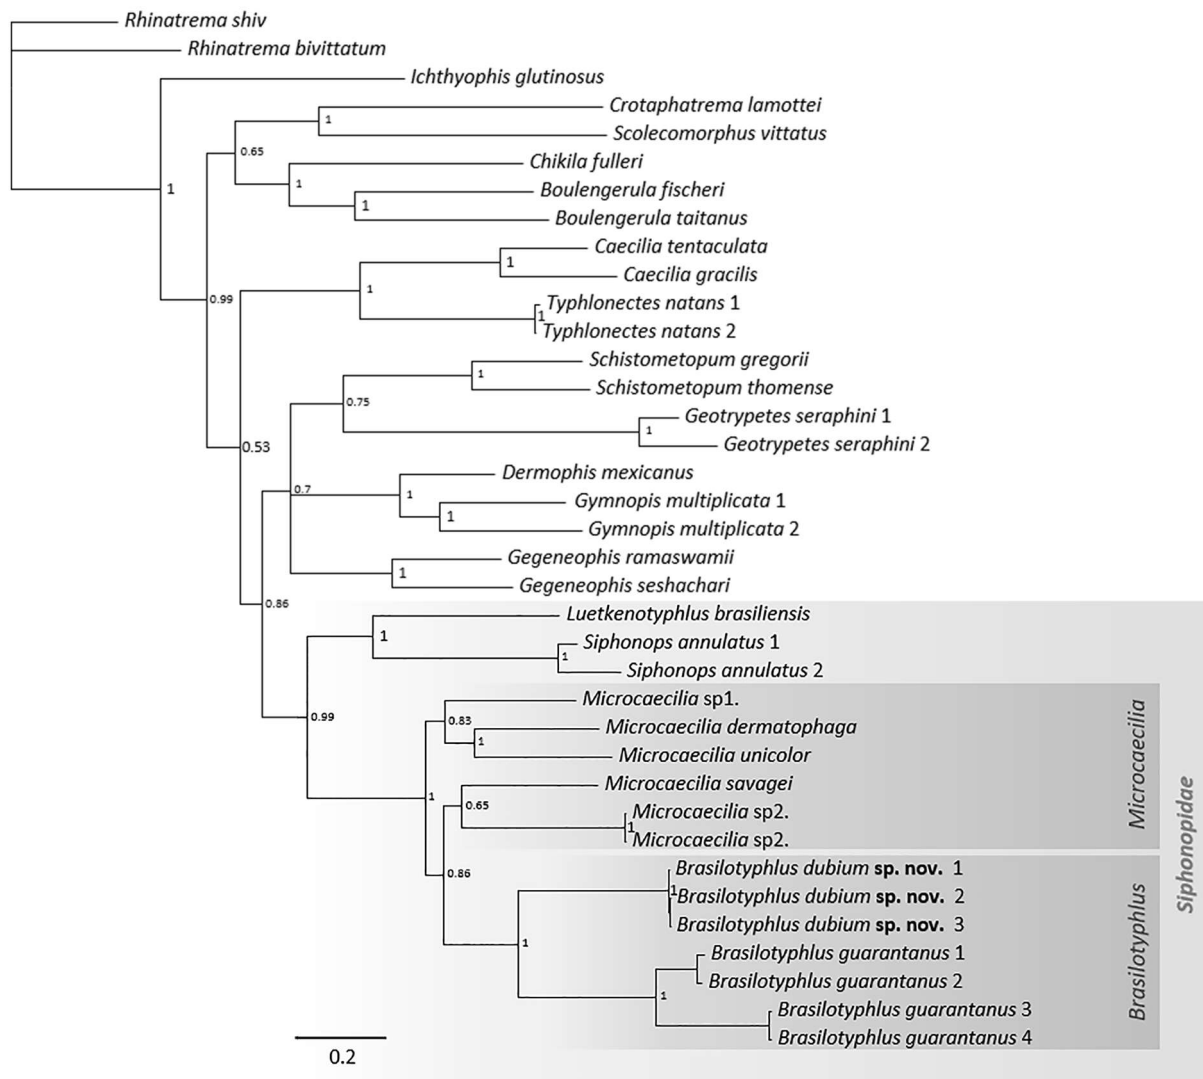 Rhinatrema shiv
Rhinatrema bivittatum
Ichthyophis glutinosus
Crotaphatrema lamottei
1
Scolecomorphus vittatus
0.65
Chikila fulleri
1
Boulengerula fischeri
1
1
Boulengerula taitanus
Caecilia tentaculata
1
Caecilia gracilis
1
0.99
Typhlonectes natans 1
1
Typhlonectes natans 2
Schistometopum gregorii
1
Schistometopum thomense
0.75
Geotrypetes seraphini 1
1
Geotrypetes seraphini 2
0.53
Dermophis mexicanus
0.7
1
Gymnopis multiplicata 1
1
Gymnopis multiplicata 2
Gegeneophis ramaswamii
1
Gegeneophis seshachari
0.86
Luetkenotyphlus brasiliensis
1
Siphonops annulatus 1
1
Siphonops annulatus 2
Microcaecilia sp1.
0.99
0.83
Microcaecilia dermatophaga
1
Microcaecilia unicolor
Microcaecilia savagei
1
0.65
Microcaecilia sp2.
1
Microcaecilia sp2.
Microcaecilia
Siphonopidae
Brasilotyphlus dubium sp. nov. 1
0.86
1
Brasilotyphlus dubium sp. nov. 2
Brasilotyphlus dubium sp. nov. 3
1
Brasilotyphlus guarantanus 1
Brasilotyphlus guarantanus 2
1
Brasilotyphlus guarantanus 3
Brasilotyphlus guarantanus 4
Brasilotyphlus
0.2